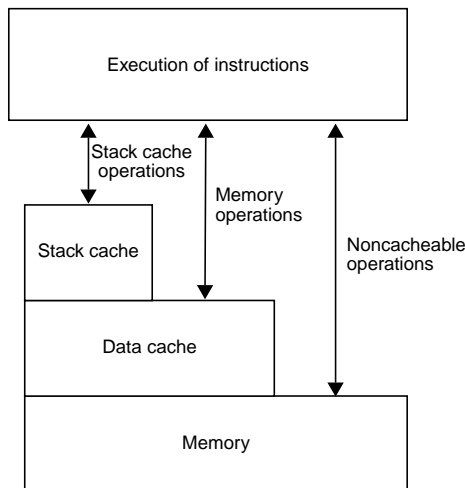 Execution of instructions
Stack cache
operations
Memory
operations
Noncacheable
operations
Stack cache
Data cache
Memory